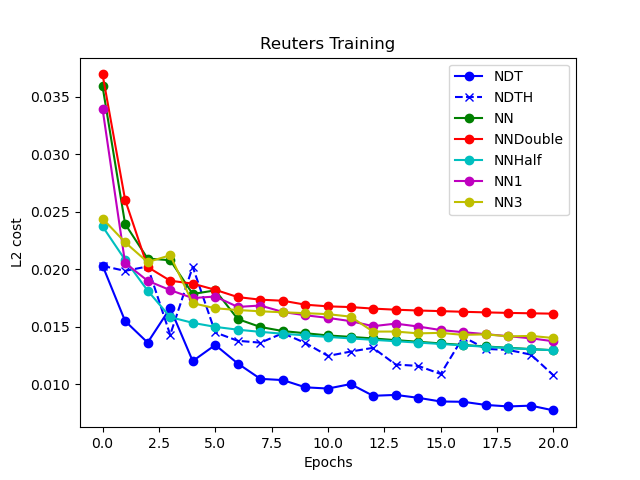 Reuters Training
L2 cost
0.035
0.030
0.025
0.020
0.015
0.010
0.0
2.5
5.0
7.5
10.0
12.5
15.0
17.5
20.0
Epochs
NDT
NDTH
NN
NNDouble
NNHalf
NN1
NN3